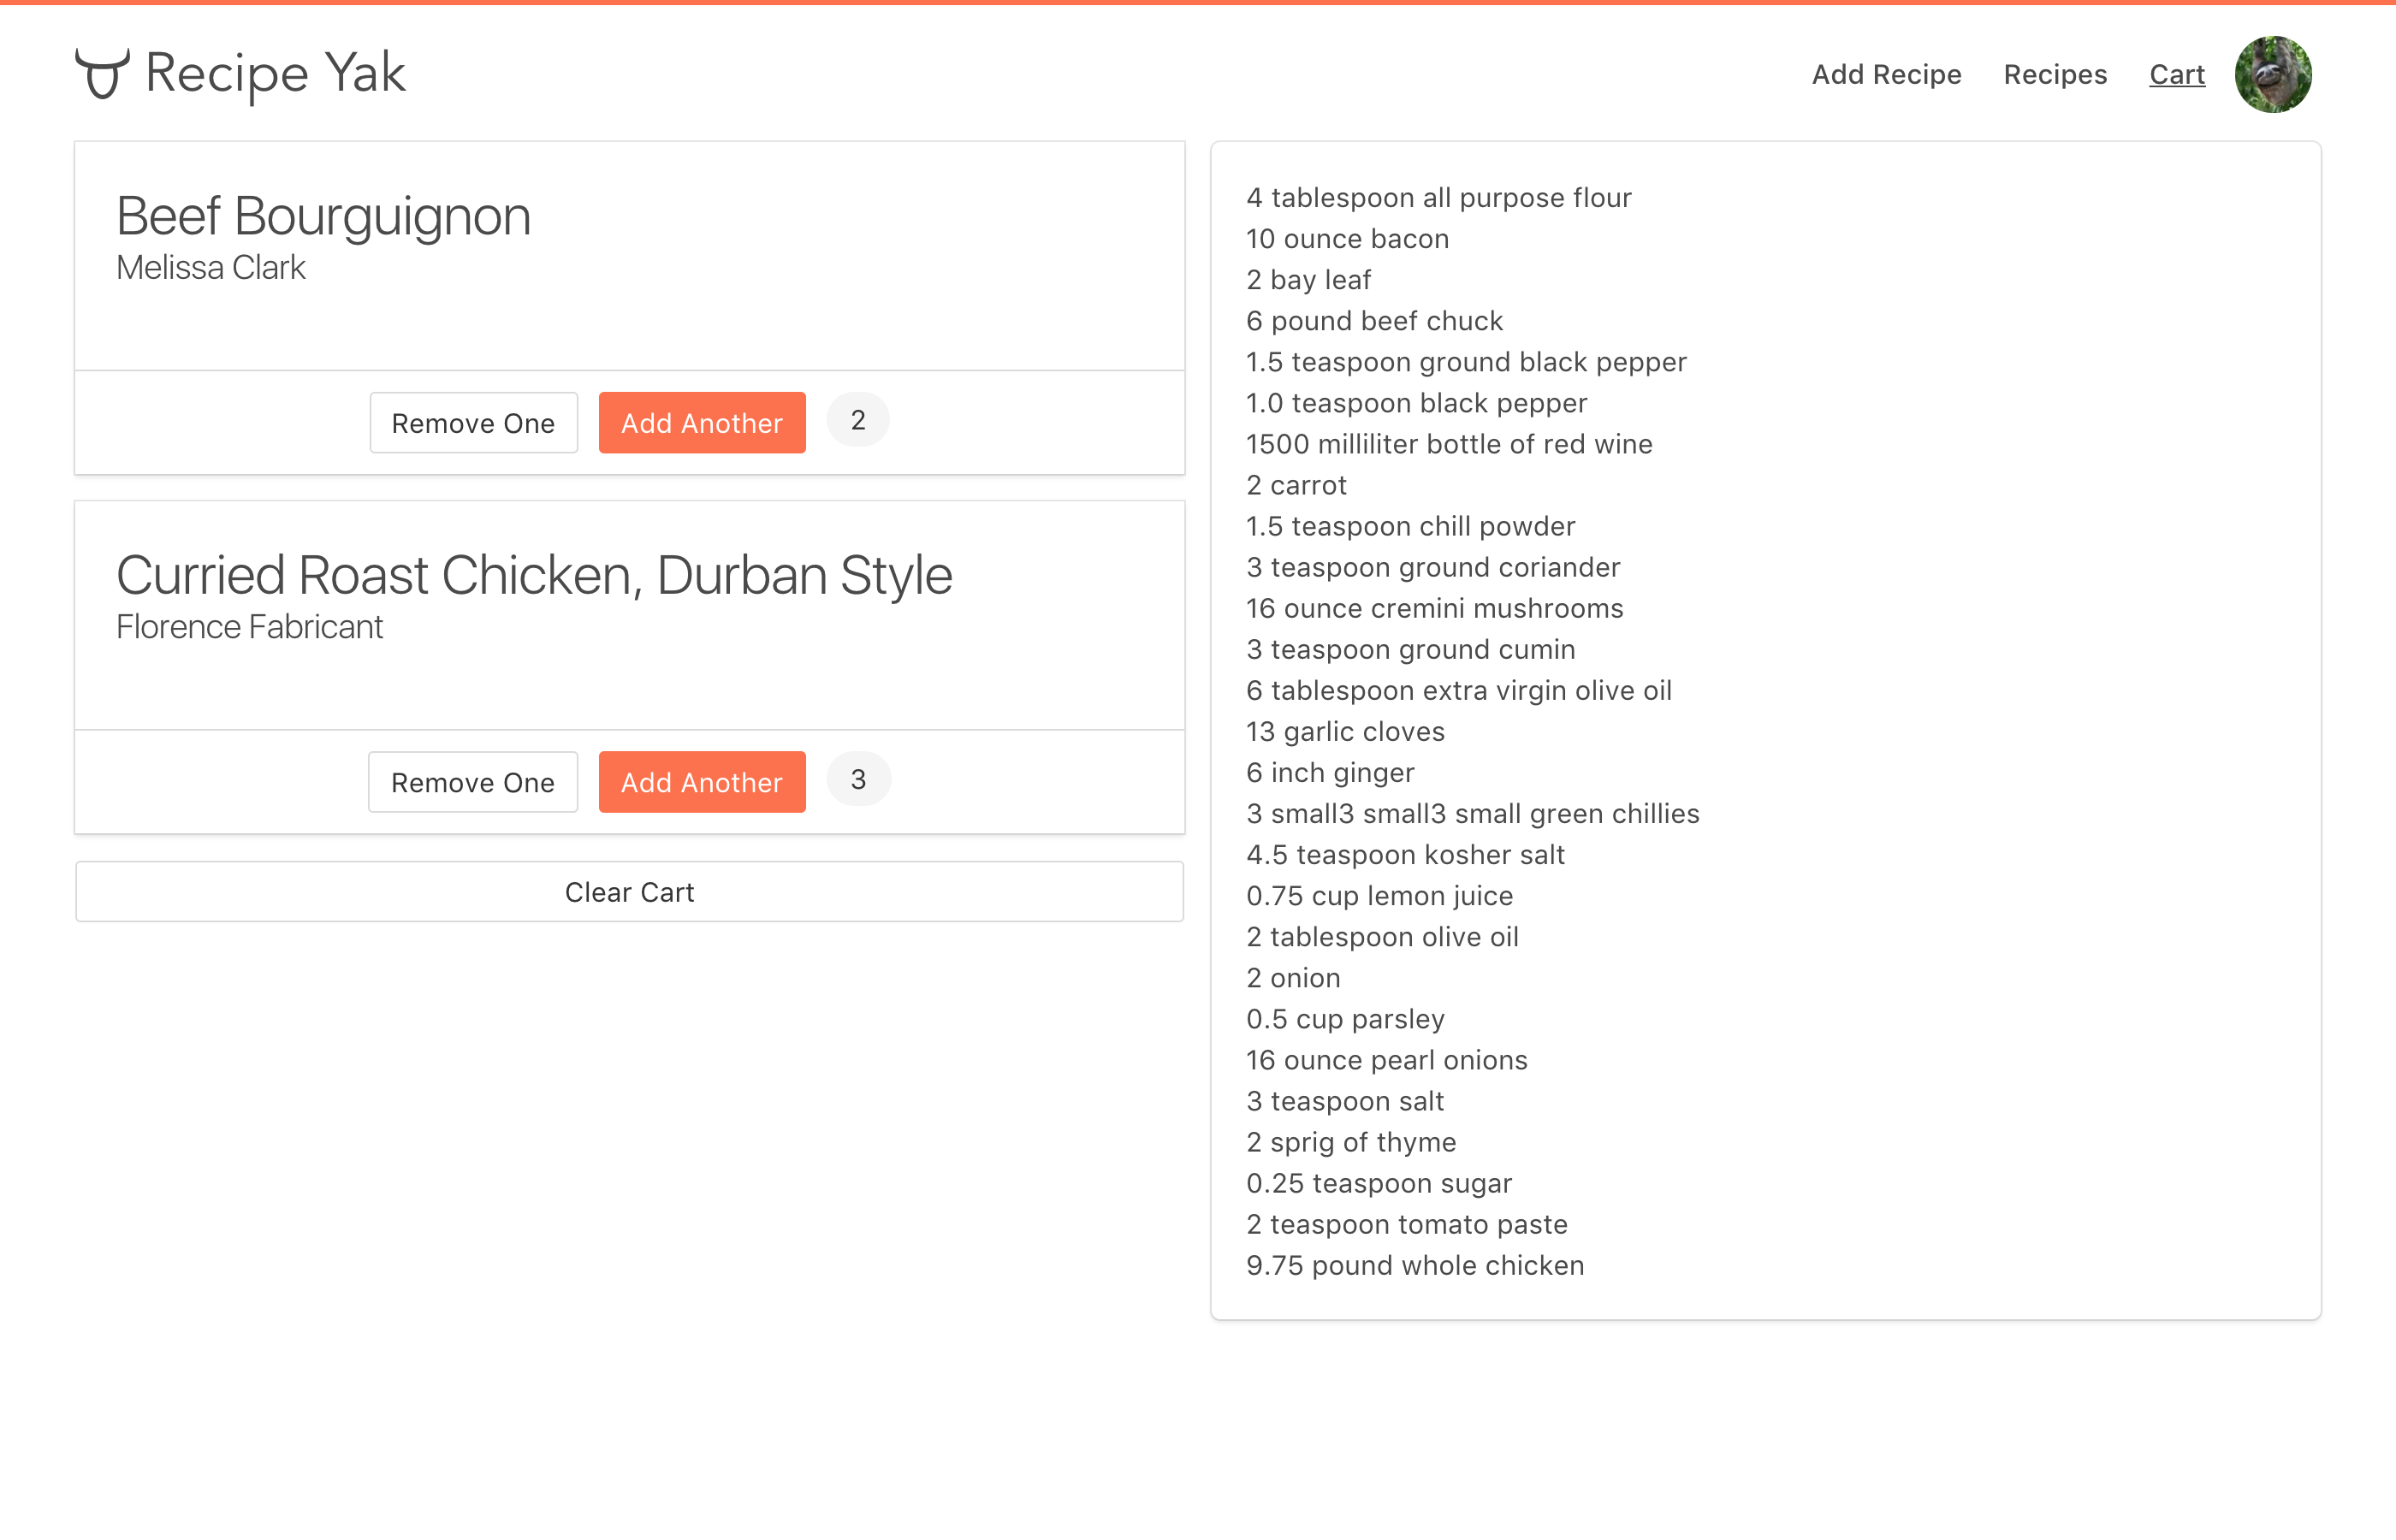 Recipe Yak
Add Recipe
Recipes
Cart
Beef Bourguignon
Melissa Clark
Remove One
Add Another
2
Curried Roast Chicken, Durban Style
Florence Fabricant
Remove One
Add Another
3
Clear Cart
4 tablespoon all purpose flour
10 ounce bacon
2 bay leaf
6 pound beef chuck
1.5 teaspoon ground black pepper
1.0 teaspoon black pepper
1500 milliliter bottle of red wine
2 carrot
1.5 teaspoon chill powder
3 teaspoon ground coriander
16 ounce cremini mushrooms
3 teaspoon ground cumin
6 tablespoon extra virgin olive oil
13 garlic cloves
6 inch ginger
3 small3 small3 small green chillies
4.5 teaspoon kosher salt
0.75 cup lemon juice
2 tablespoon olive oil
2 onion
0.5 cup parsley
16 ounce pearl onions
3 teaspoon salt
2 sprig of thyme
0.25 teaspoon sugar
2 teaspoon tomato paste
9.75 pound whole chicken